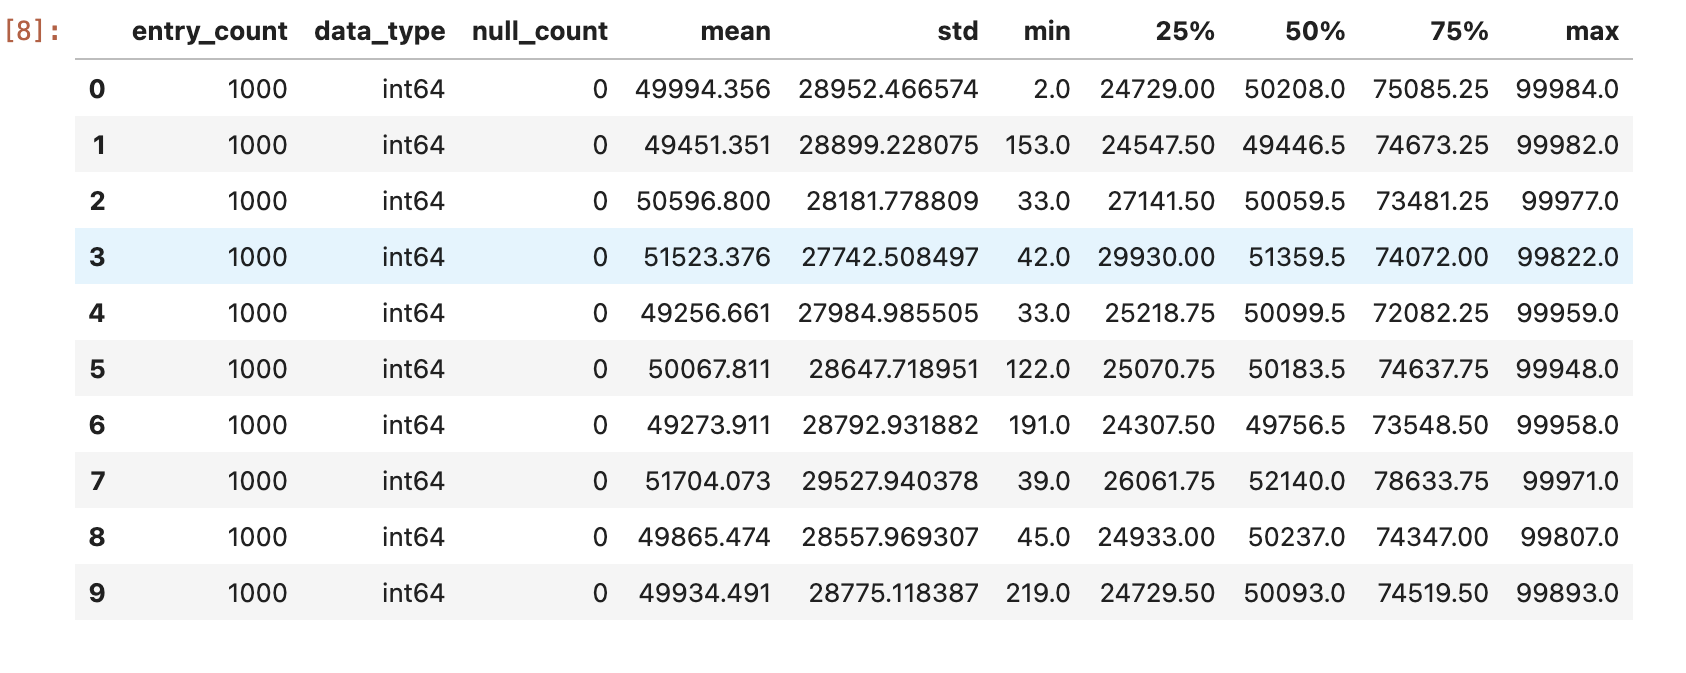 [8]: entry_count data_type null_count mean std min 25% 50% 75% max
0 1000 int64 0 49994.356 28952.466574 2.0 24729.00 50208.0 75085.25 99984.0
1 1000 int64 0 49451.351 28899.228075 153.0 24547.50 49446.5 74673.25 99982.0
2 1000 int64 0 50596.800 28181.778809 33.0 27141.50 50059.5 73481.25 99977.0
3 1000 int64 0 51523.376 27742.508497 42.0 29930.00 51359.5 74072.00 99822.0
4 1000 int64 0 49256.661 27984.985505 33.0 25218.75 50099.5 72082.25 99959.0
5 1000 int64 0 50067.811 28647.718951 122.0 25070.75 50183.5 74637.75 99948.0
6 1000 int64 0 49273.911 28792.931882 191.0 24307.50 49756.5 73548.50 99958.0
7 1000 int64 0 51704.073 29527.940378 39.0 26061.75 52140.0 78633.75 99971.0
8 1000 int64 0 49865.474 28557.969307 45.0 24933.00 50237.0 74347.00 99807.0
9 1000 int64 0 49934.491 28775.118387 219.0 24729.50 50093.0 74519.50 99893.0